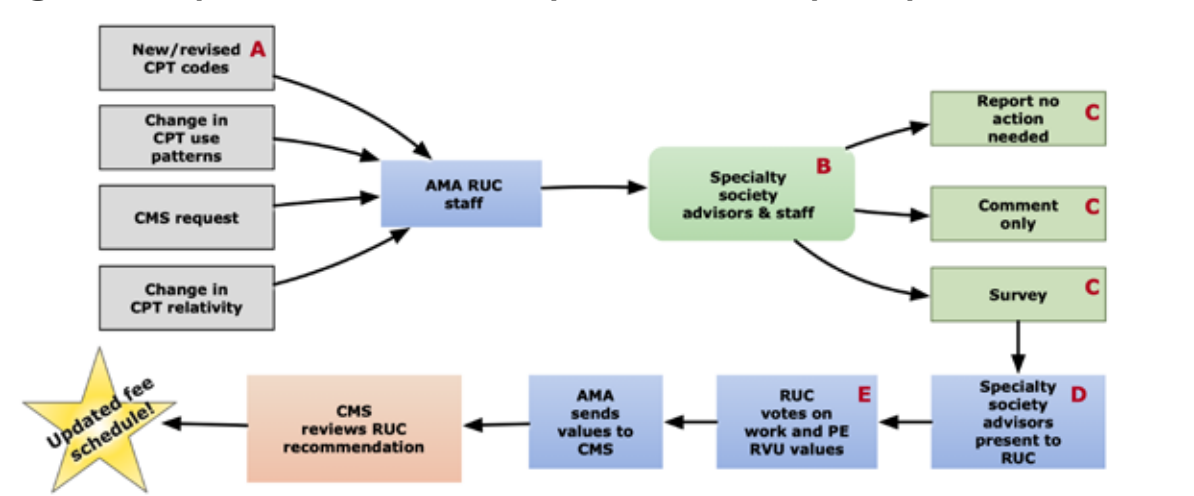 New/revised A
CPT codes
Change in
CPT use
patterns
CMS request
Change in
CPT relativity
AMA RUC
staff
B
Specialty
society
advisors & staff
Report no
action C
needed
Comment C
only
Survey C
Specialty
society D
advisors
present to
RUC
RUC E
votes on
work and PE
RVU values
AMA
sends
values to
CMS
CMS
reviews RUC
recommendation
Updated fee
schedule!